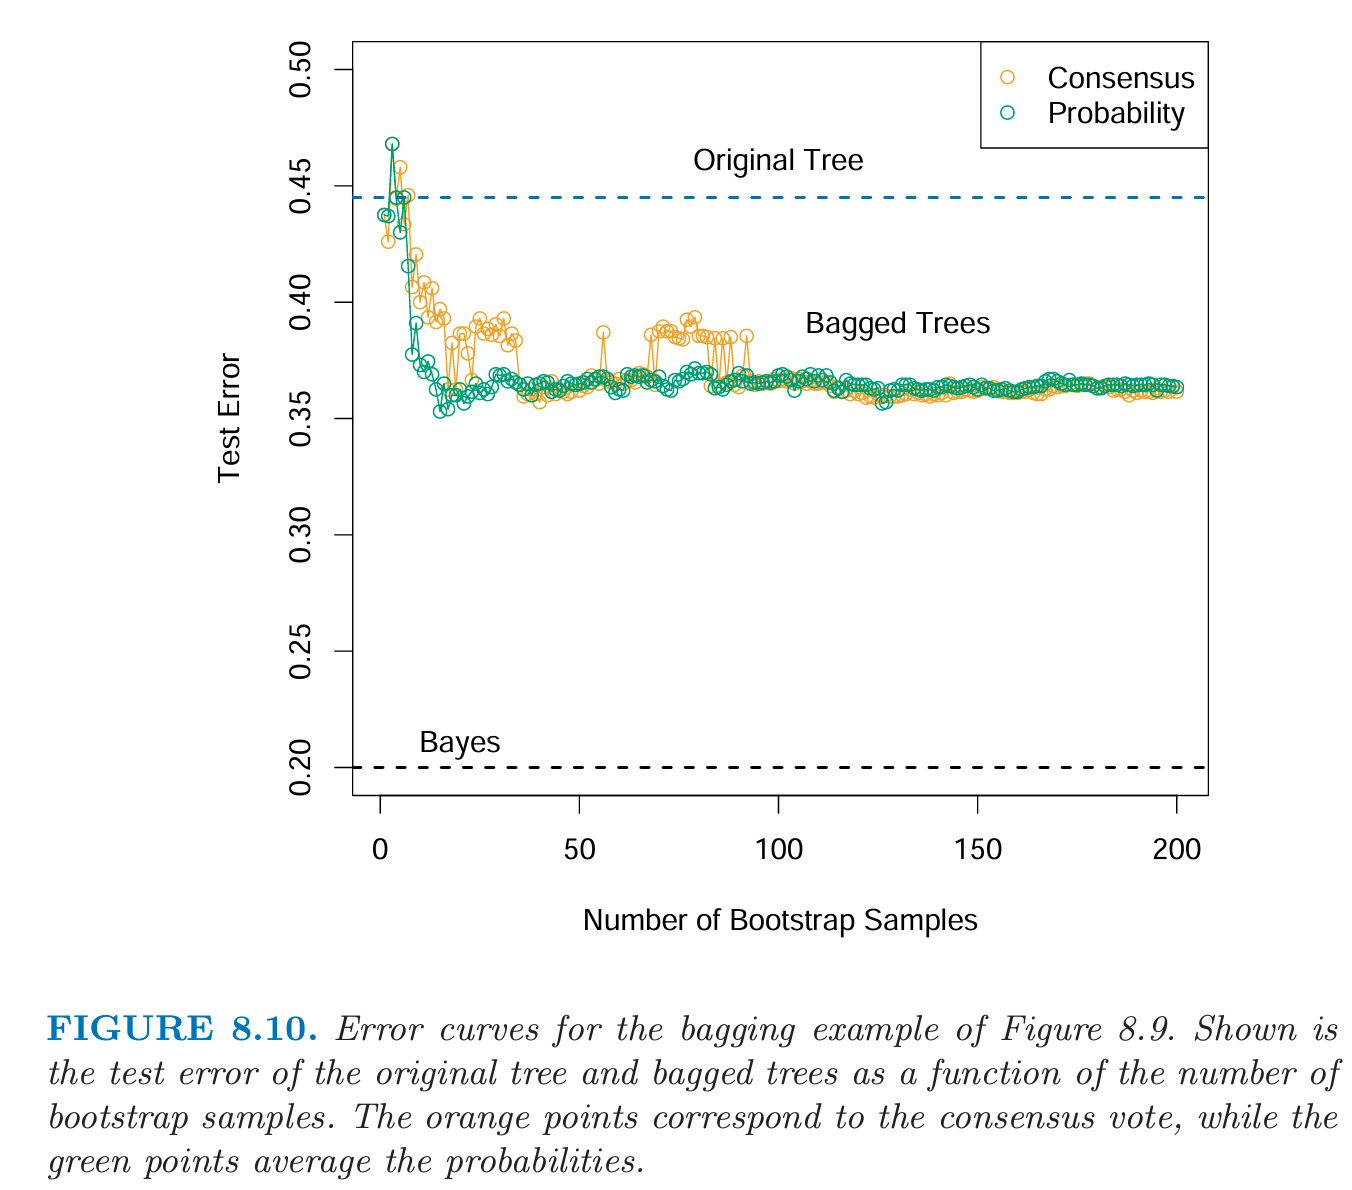 0.50
Consensus
Probability
Original Tree
0.45
0.40
Bagged Trees
0.35
Test Error
0.30
0.25
Bayes
0.20
0 50 100 150 200
Number of Bootstrap Samples
FIGURE 8.10. Error curves for the bagging example of Figure 8.9. Shown is
the test error of the original tree and bagged trees as a function of the number of
bootstrap samples. The orange points correspond to the consensus vote, while the
green points average the probabilities.